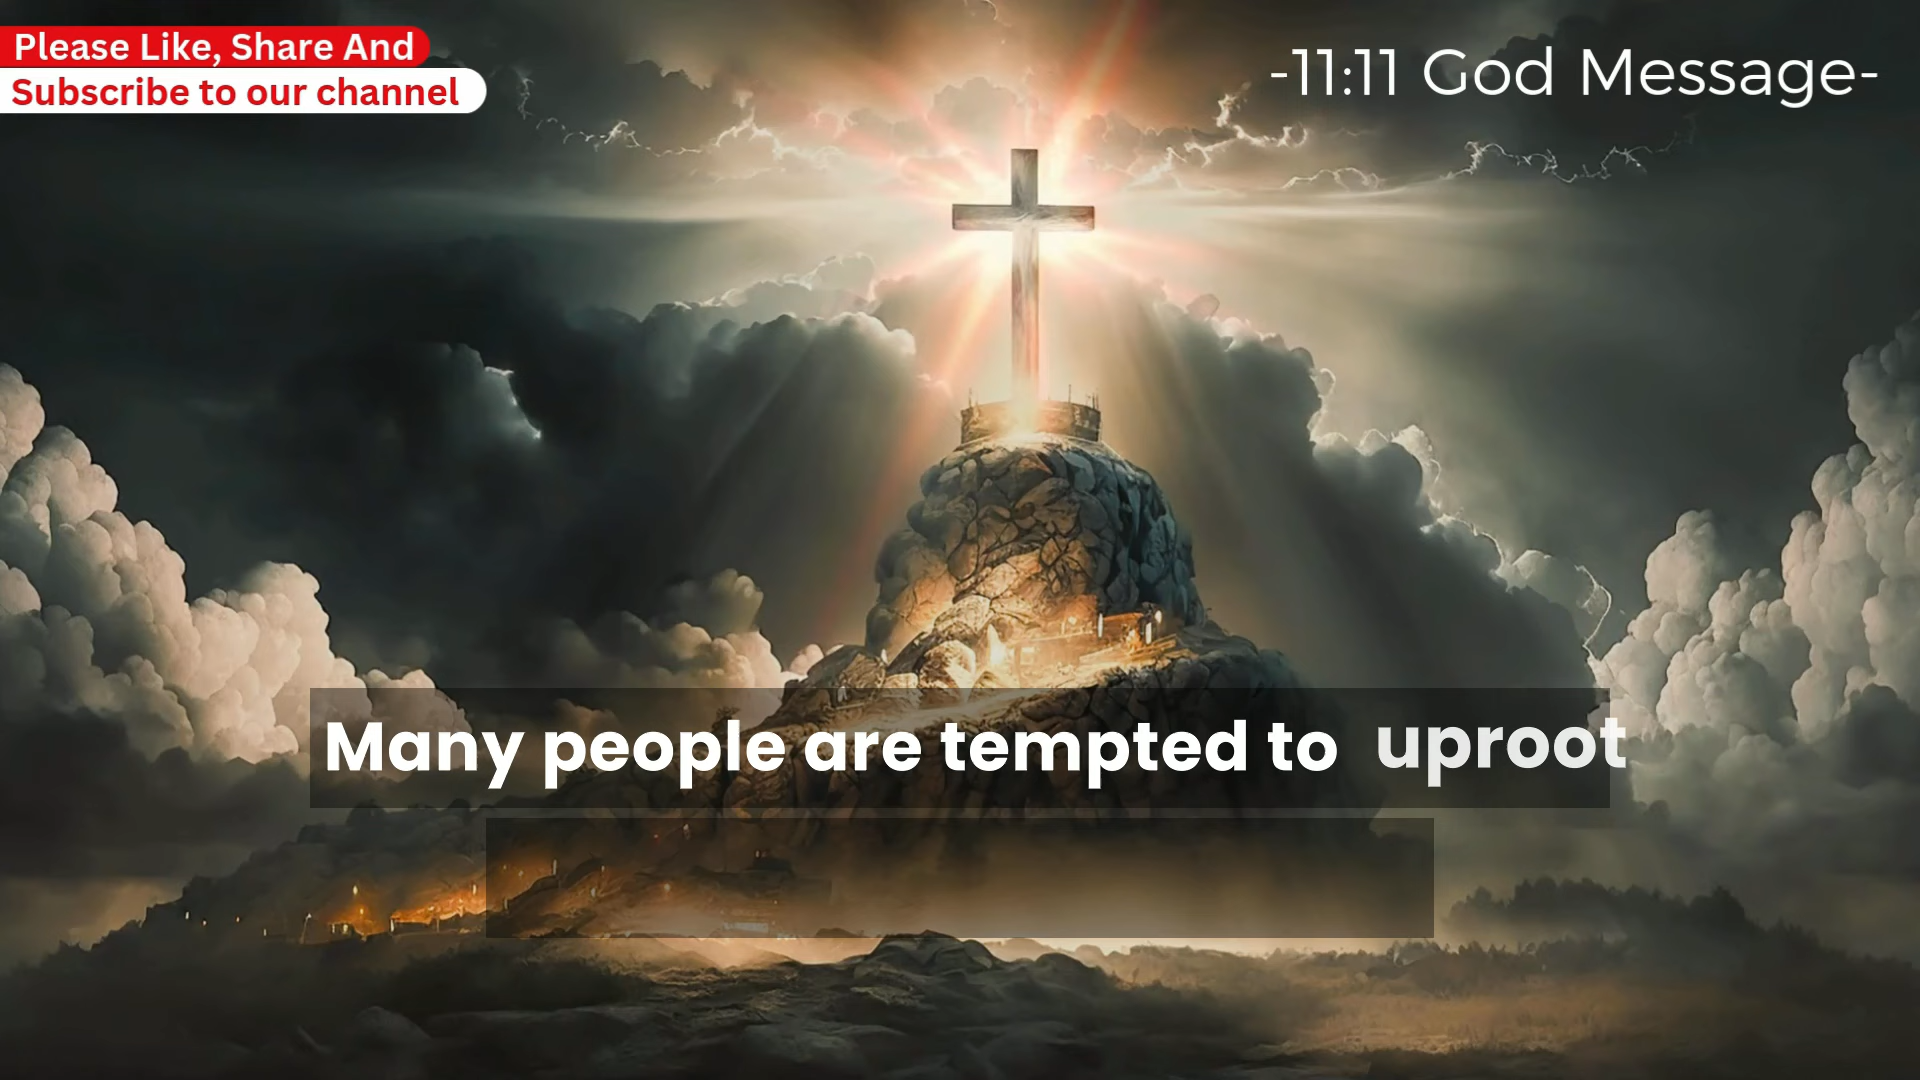 Please Like, Share And
Subscribe to our channel
-11:11 God Message-
Many people are tempted to uproot